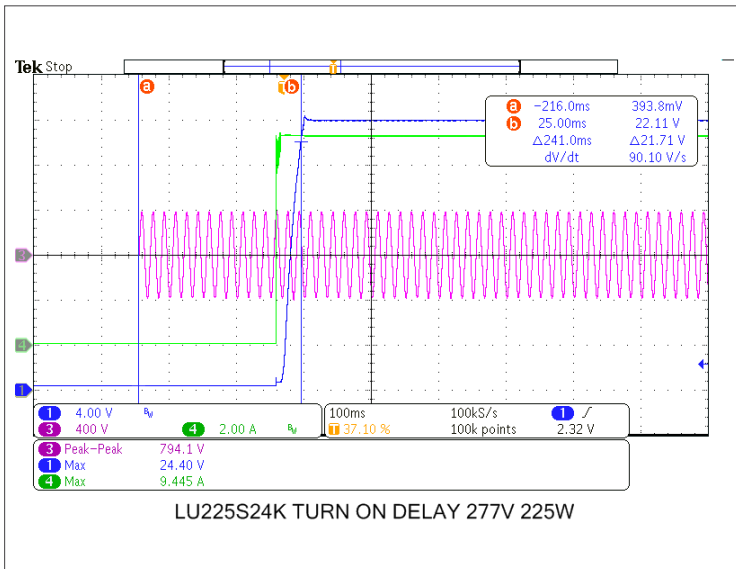 Tek Stop
T
a b
T
a -216.0ms 393.8mV
b 25.00ms 22.11 V
Δ241.0ms Δ21.71 V
dV/dt 90.10 V/s
3
4
1
1 4.00 V BW 100ms 100kS/s 1
3 400 V 4 2.00 A BW T 37.10 % 100k points 2.32 V
3 Peak-Peak 794.1 V
1 Max 24.40 V
4 Max 9.445 A
LU225S24K TURN ON DELAY 277V 225W